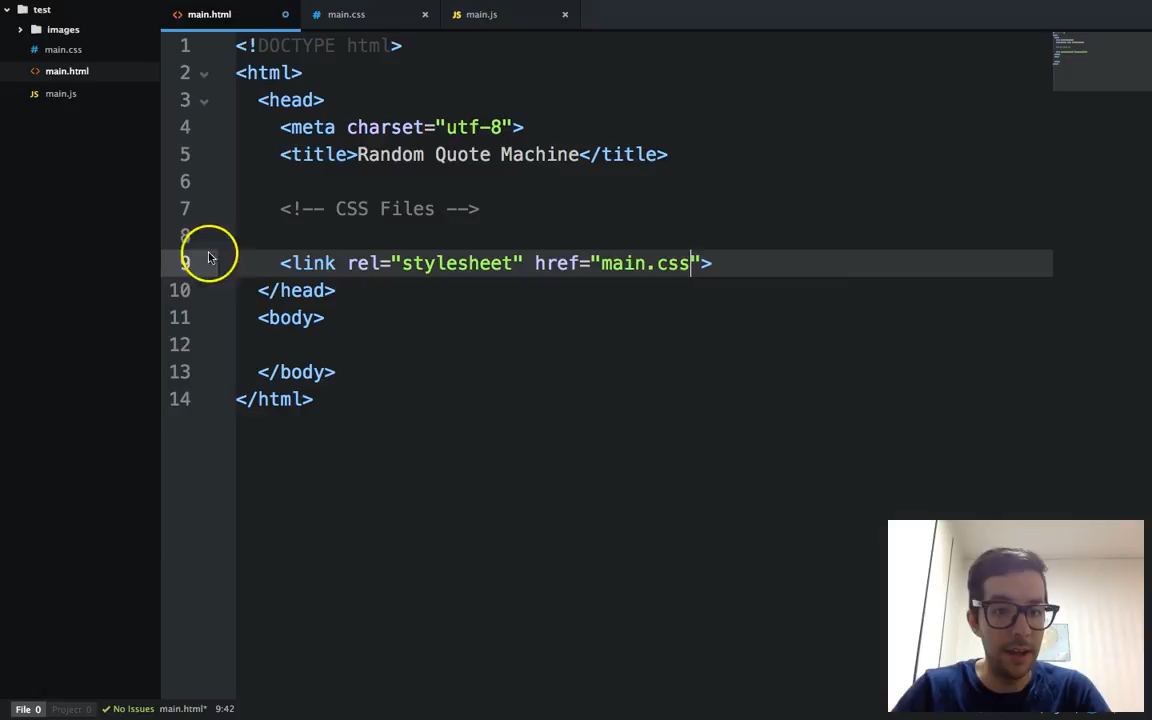 test
images
main.css
main.html
main.js
main.html
main.css
main.js
1 <!DOCTYPE html>
2 <html>
3 <head>
4 <meta charset="utf-8">
5 <title>Random Quote Machine</title>
6
7 <!-- CSS Files -->
8
9 <link rel="stylesheet" href="main.css">
10 </head>
11 <body>
12
13 </body>
14 </html>
File 0 Project 0 No Issues main.html* 9:42